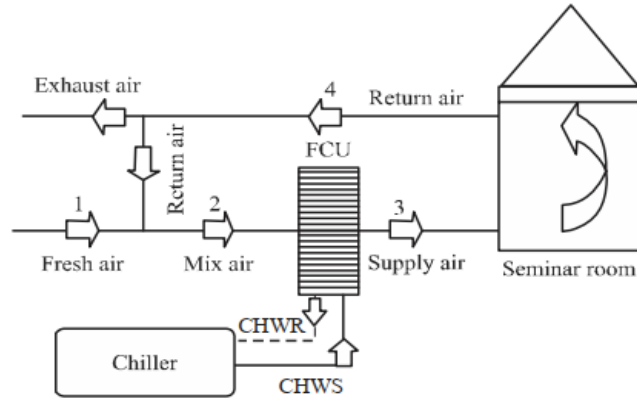 Exhaust air
4
Return air
FCU
Return air
1
2
3
Fresh air
Mix air
Supply air
Seminar room
CHWR
Chiller
CHWS